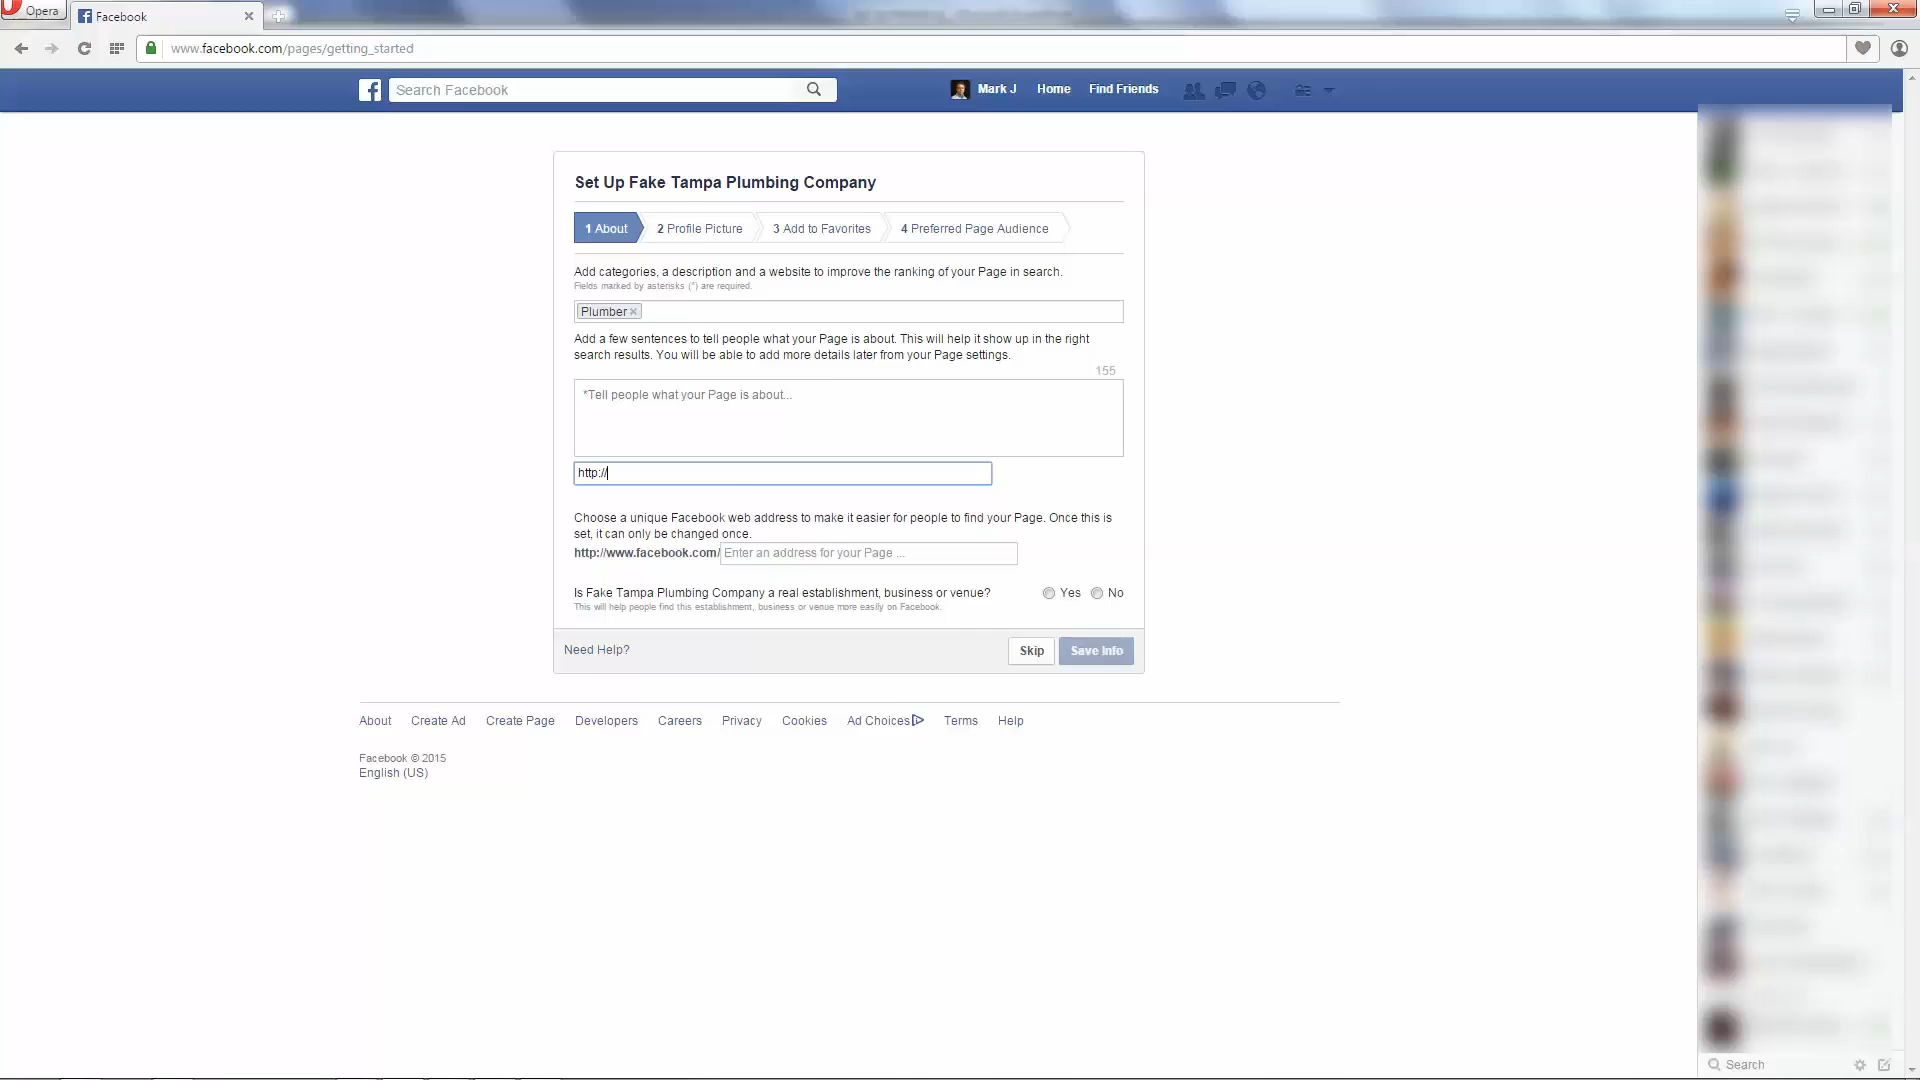 Opera
Facebook
www.facebook.com/pages/getting_started
Search Facebook
Mark J
Home
Find Friends
Set Up Fake Tampa Plumbing Company
1 About
2 Profile Picture
3 Add to Favorites
4 Preferred Page Audience
Add categories, a description and a website to improve the ranking of your Page in search.
Fields marked by asterisks (*) are required.
Plumber
Add a few sentences to tell people what your Page is about. This will help it show up in the right
search results. You will be able to add more details later from your Page settings.
155
*Tell people what your Page is about...
http://
Choose a unique Facebook web address to make it easier for people to find your Page. Once this is
set, it can only be changed once.
http://www.facebook.com/ Enter an address for your Page ...
Is Fake Tampa Plumbing Company a real establishment, business or venue? Yes No
This will help people find this establishment, business or venue more easily on Facebook.
Need Help?
Skip
Save Info
About Create Ad Create Page Developers Careers Privacy Cookies Ad Choices Terms Help
Facebook © 2015
English (US)
Search